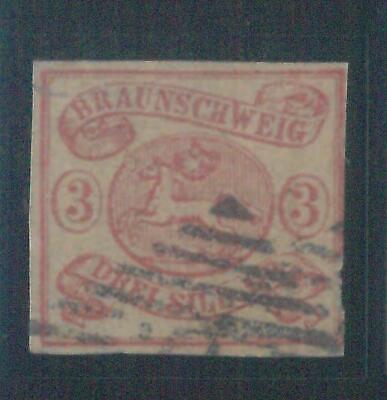 BRAUNSCHWEIG
3 3
DREI SILB